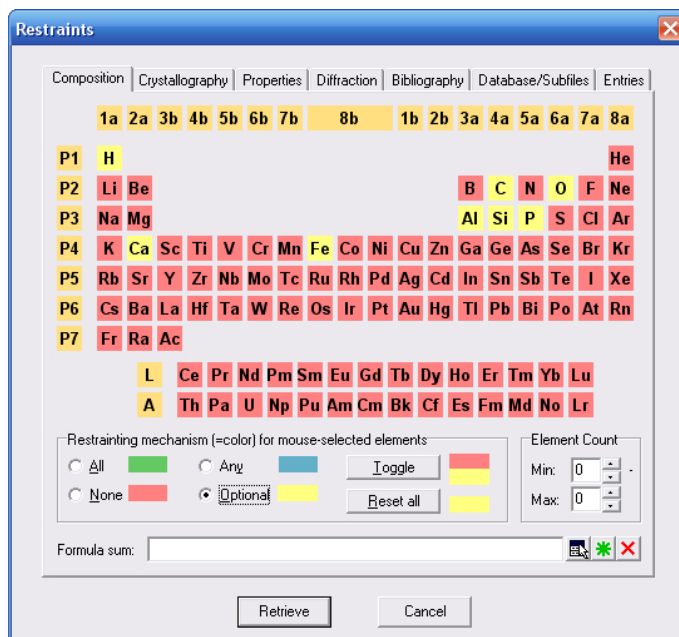 Restraints
Composition Crystallography Properties Diffraction Bibliography Database/Subfiles Entries
1a 2a 3b 4b 5b 6b 7b 8b 1b 2b 3a 4a 5a 6a 7a 8a
P1 H He
P2 Li Be B C N O F Ne
P3 Na Mg Al Si P S Cl Ar
P4 K Ca Sc Ti V Cr Mn Fe Co Ni Cu Zn Ga Ge As Se Br Kr
P5 Rb Sr Y Zr Nb Mo Tc Ru Rh Pd Ag Cd In Sn Sb Te I Xe
P6 Cs Ba La Hf Ta W Re Os Ir Pt Au Hg Tl Pb Bi Po At Rn
P7 Fr Ra Ac
L Ce Pr Nd Pm Sm Eu Gd Tb Dy Ho Er Tm Yb Lu
A Th Pa U Np Pu Am Cm Bk Cf Es Fm Md No Lr
Restrainting mechanism (=color) for mouse-selected elements Element Count
All Any Toggle Min: 0 -
None Optional Reset all Max: 0
Formula sum:
Retrieve Cancel